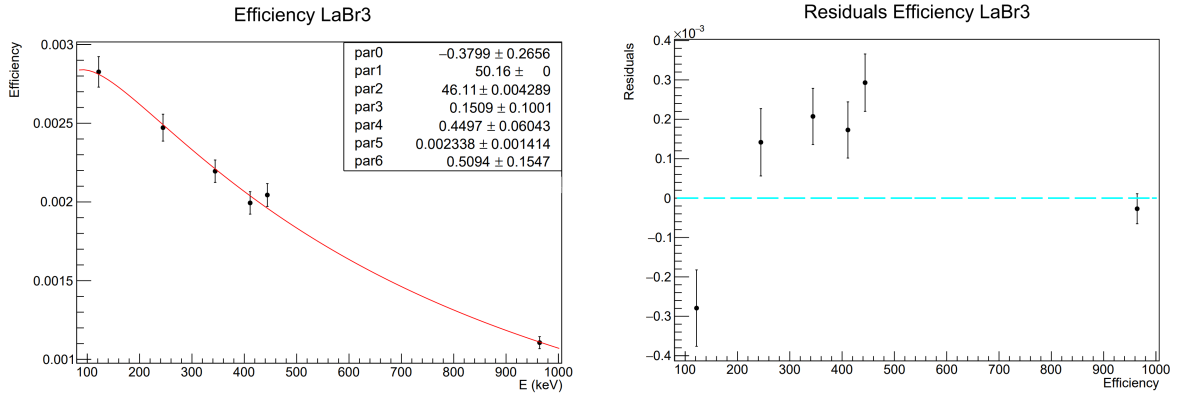 Efficiency LaBr3
Efficiency
0.003
0.0025
0.002
0.0015
0.001
par0 −0.3799 ± 0.2656
par1 50.16 ± 0
par2 46.11 ± 0.004289
par3 0.1509 ± 0.1001
par4 0.4497 ± 0.06043
par5 0.002338 ± 0.001414
par6 0.5094 ± 0.1547
100 200 300 400 500 600 700 800 900 1000
E (keV)
Residuals Efficiency LaBr3
×10⁻³
Residuals
0.4
0.3
0.2
0.1
0
−0.1
−0.2
−0.3
−0.4
100 200 300 400 500 600 700 800 900 1000
Efficiency